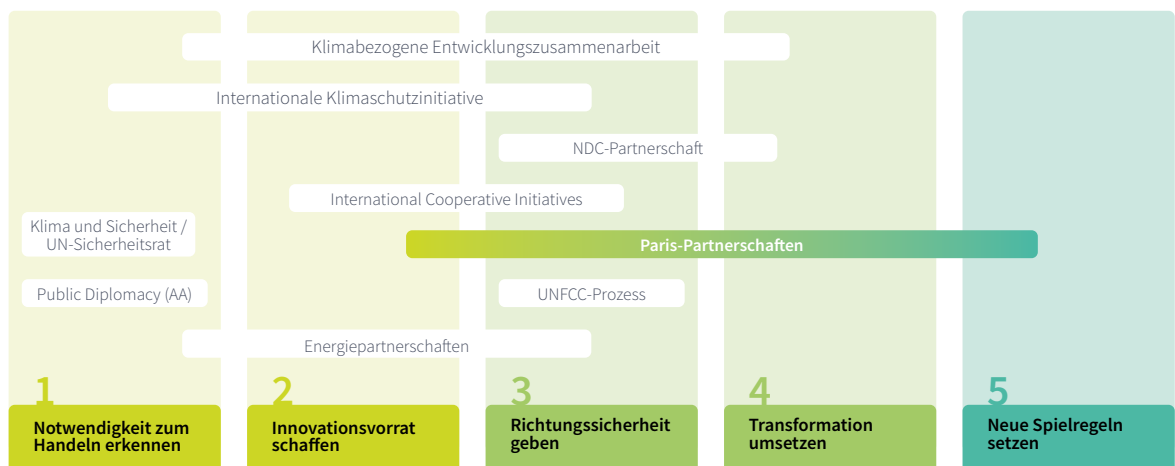 Klimabezogene Entwicklungszusammenarbeit
Internationale Klimaschutzinitiative
NDC-Partnerschaft
International Cooperative Initiatives
Klima und Sicherheit /
UN-Sicherheitsrat
Paris-Partnerschaften
Public Diplomacy (AA)
UNFCC-Prozess
Energiepartnerschaften
1
Notwendigkeit zum
Handeln erkennen
2
Innovationsvorrat
schaffen
3
Richtungssicherheit
geben
4
Transformation
umsetzen
5
Neue Spielregeln
setzen